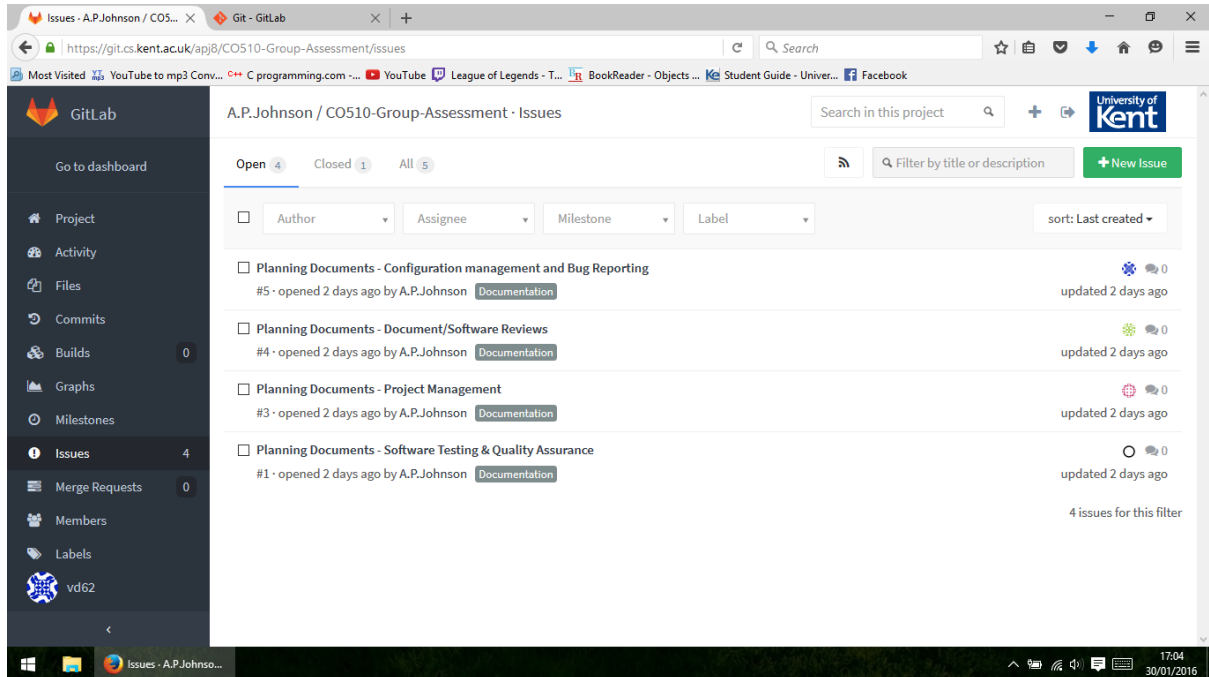 Issues - A.P.Johnson / CO5...
Git - GitLab
https://git.cs.kent.ac.uk/apj8/CO510-Group-Assessment/issues
Search
Most Visited YouTube to mp3 Conv... C++ C programming.com -... YouTube League of Legends - T... BR BookReader - Objects ... Ke Student Guide - Univer... Facebook
GitLab
A.P.Johnson / CO510-Group-Assessment · Issues
Search in this project
University of Kent
Go to dashboard
Open 4 Closed 1 All 5
Filter by title or description
New Issue
Author Assignee Milestone Label
sort: Last created
Project
Activity
Files
Commits
Builds 0
Graphs
Milestones
Issues 4
Merge Requests 0
Members
Labels
vd62
Planning Documents - Configuration management and Bug Reporting
0
#5 · opened 2 days ago by A.P.Johnson Documentation
updated 2 days ago
Planning Documents - Document/Software Reviews
0
#4 · opened 2 days ago by A.P.Johnson Documentation
updated 2 days ago
Planning Documents - Project Management
0
#3 · opened 2 days ago by A.P.Johnson Documentation
updated 2 days ago
Planning Documents - Software Testing & Quality Assurance
0
#1 · opened 2 days ago by A.P.Johnson Documentation
updated 2 days ago
4 issues for this filter
Issues - A.P.Johnso...
17:04
30/01/2016